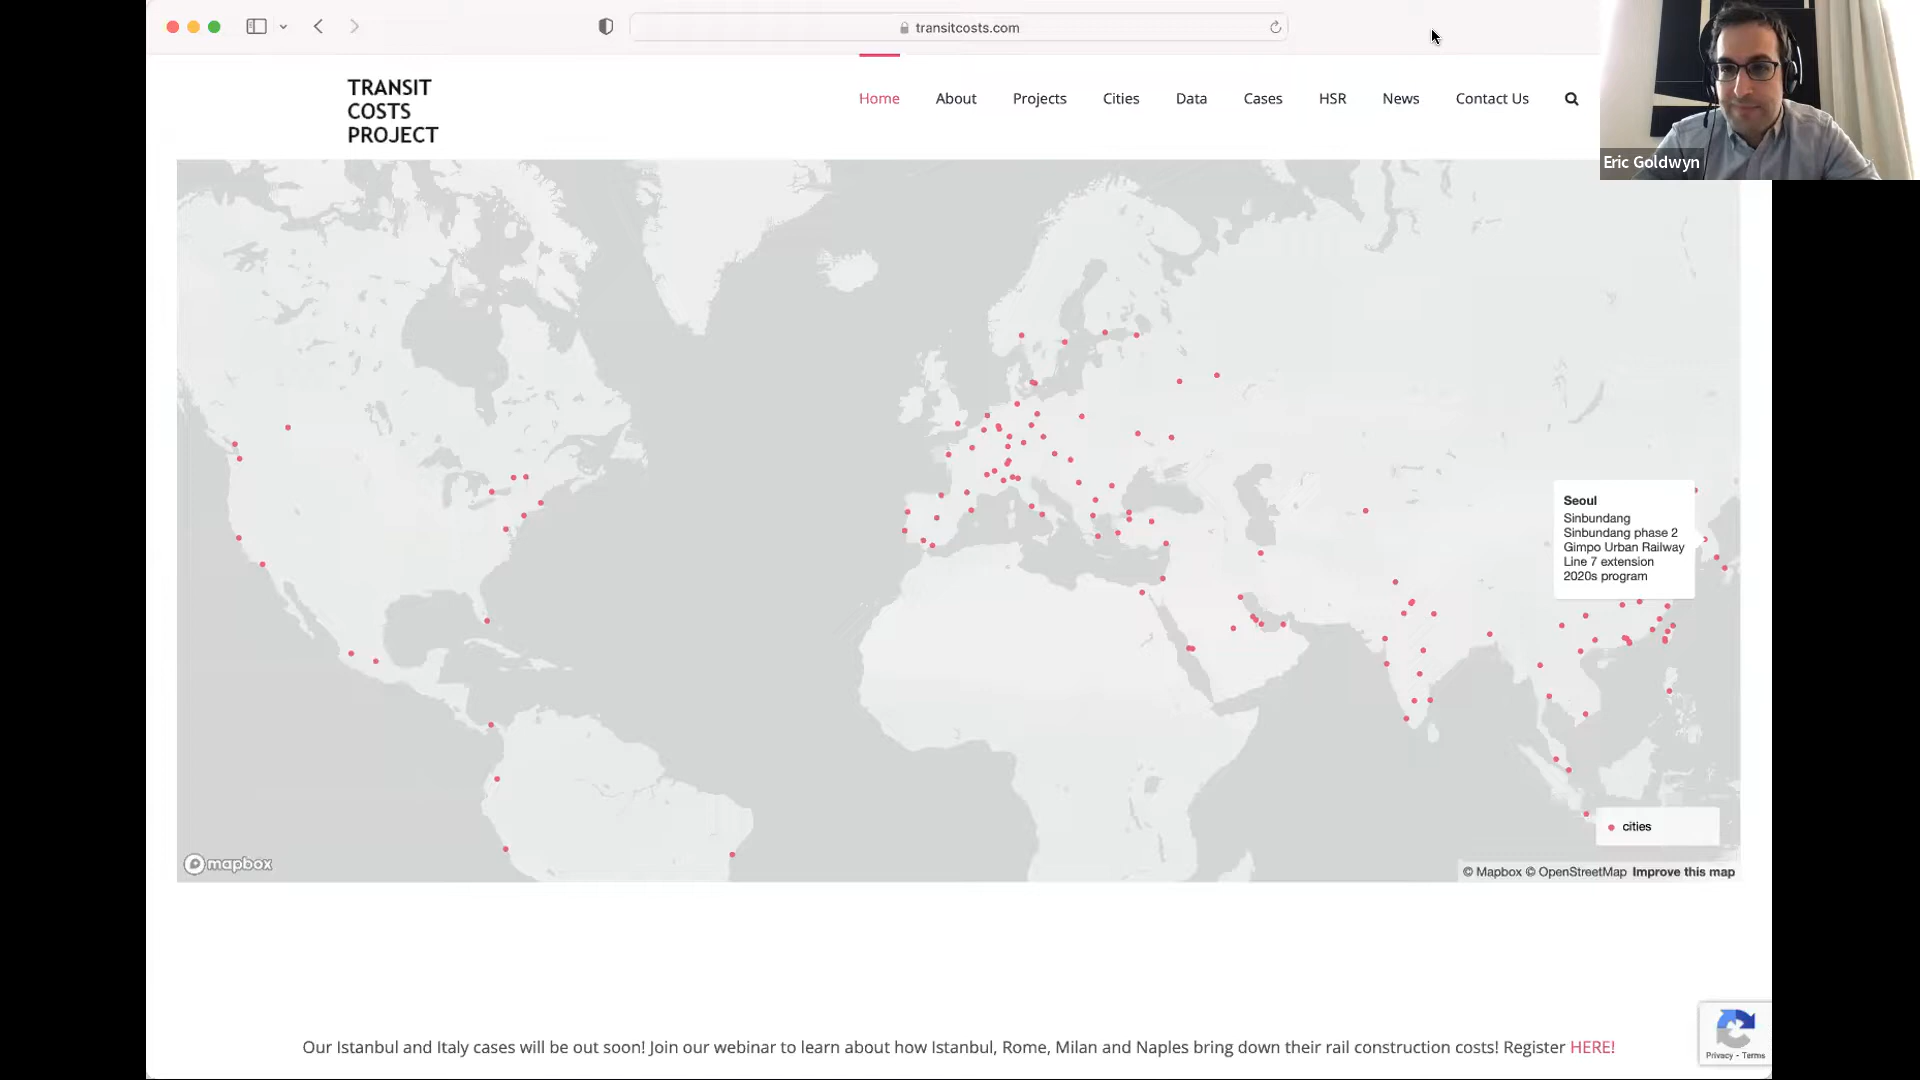 transitcosts.com
TRANSIT
COSTS
PROJECT
Home About Projects Cities Data Cases HSR News Contact Us
Eric Goldwyn
Seoul
Sinbundang
Sinbundang phase 2
Gimpo Urban Railway
Line 7 extension
2020s program
cities
mapbox
© Mapbox © OpenStreetMap Improve this map
Our Istanbul and Italy cases will be out soon! Join our webinar to learn about how Istanbul, Rome, Milan and Naples bring down their rail construction costs! Register HERE!
Privacy - Terms